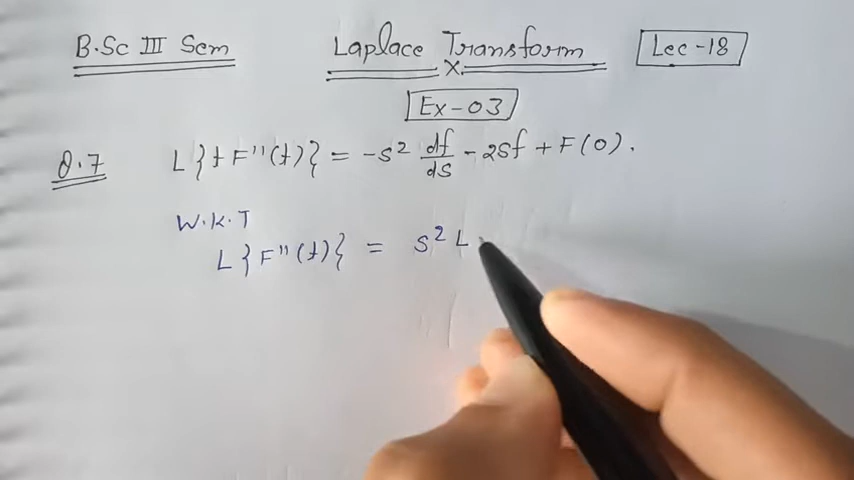 B.Sc III Sem Laplace Transform Lec-18
x
Ex-03
Q.7 L{tF''(t)} = -s² df/ds - 2sf + F(0).
W.K.T
L{F''(t)} = s² L